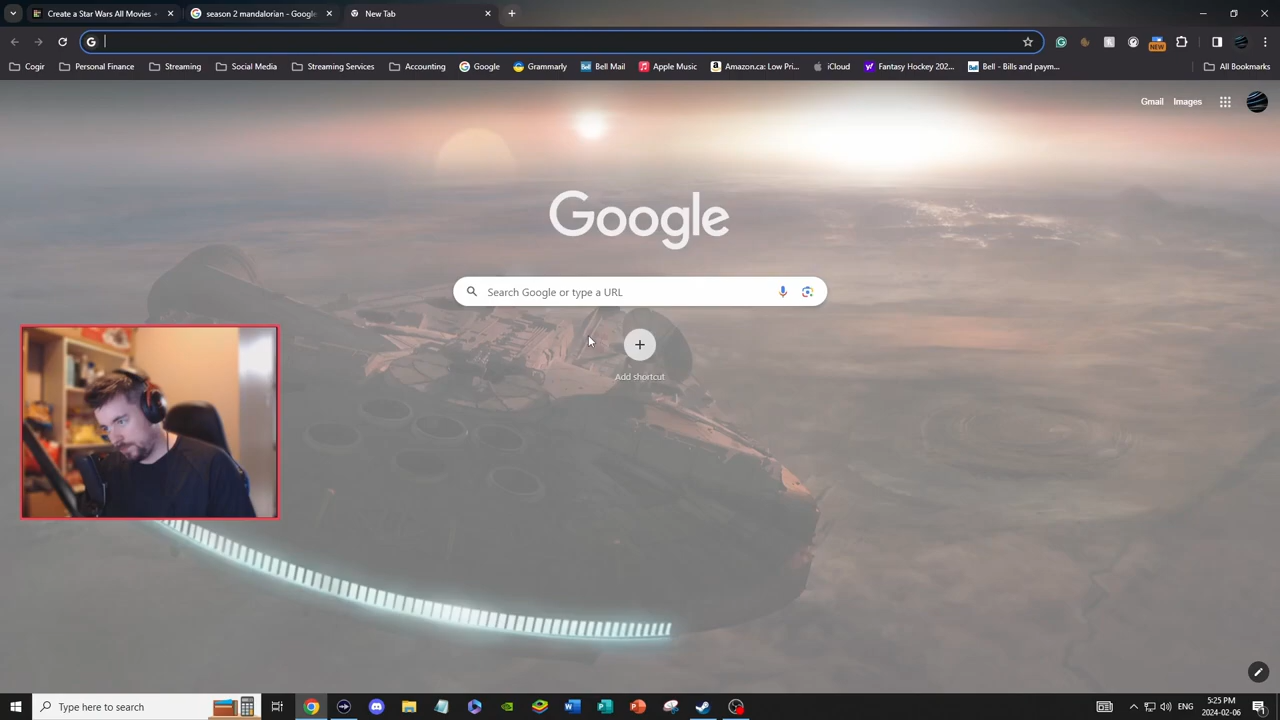 Create a Star Wars All Movies +
season 2 mandalorian - Google
New Tab
Cogir
Personal Finance
Streaming
Social Media
Streaming Services
Accounting
Google
Grammarly
Bell Mail
Apple Music
Amazon.ca: Low Pri...
iCloud
Fantasy Hockey 202...
Bell - Bills and paym...
All Bookmarks
NEW
Gmail
Images
Google
Search Google or type a URL
Add shortcut
Type here to search
ENG
5:25 PM
2024-02-06